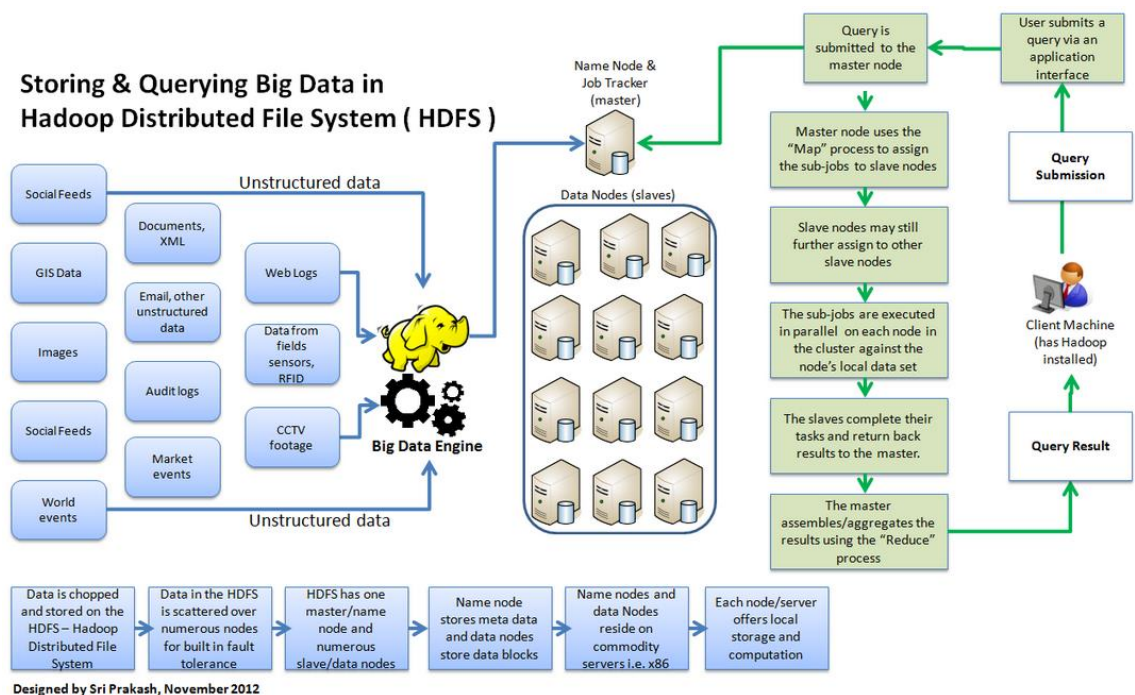 Storing & Querying Big Data in
Hadoop Distributed File System ( HDFS )
Social Feeds
GIS Data
Images
Social Feeds
World
events
Documents,
XML
Email, other
unstructured
data
Audit logs
Market
events
Web Logs
Data from
fields
sensors,
RFID
CCTV
footage
Unstructured data
Big Data Engine
Unstructured data
Name Node &
Job Tracker
(master)
Data Nodes (slaves)
Query is
submitted to the
master node
Master node uses the
“Map” process to assign
the sub-jobs to slave nodes
Slave nodes may still
further assign to other
slave nodes
The sub-jobs are executed
in parallel on each node in
the cluster against the
node’s local data set
The slaves complete their
tasks and return back
results to the master.
The master
assembles/aggregates the
results using the “Reduce”
process
User submits a
query via an
application
interface
Query
Submission
Client Machine
(has Hadoop
installed)
Query Result
Data is chopped
and stored on the
HDFS – Hadoop
Distributed File
System
Data in the HDFS
is scattered over
numerous nodes
for built in fault
tolerance
HDFS has one
master/name
node and
numerous
slave/data nodes
Name node
stores meta data
and data nodes
store data blocks
Name nodes and
data Nodes
reside on
commodity
servers i.e. x86
Each node/server
offers local
storage and
computation
Designed by Sri Prakash, November 2012